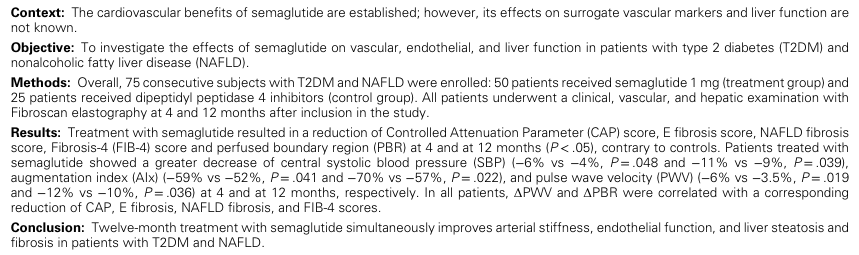 Context: The cardiovascular benefits of semaglutide are established; however, its effects on surrogate vascular markers and liver function are
not known.
Objective: To investigate the effects of semaglutide on vascular, endothelial, and liver function in patients with type 2 diabetes (T2DM) and
nonalcoholic fatty liver disease (NAFLD).
Methods: Overall, 75 consecutive subjects with T2DM and NAFLD were enrolled: 50 patients received semaglutide 1 mg (treatment group) and
25 patients received dipeptidyl peptidase 4 inhibitors (control group). All patients underwent a clinical, vascular, and hepatic examination with
Fibroscan elastography at 4 and 12 months after inclusion in the study.
Results: Treatment with semaglutide resulted in a reduction of Controlled Attenuation Parameter (CAP) score, E fibrosis score, NAFLD fibrosis
score, Fibrosis-4 (FIB-4) score and perfused boundary region (PBR) at 4 and at 12 months (P < .05), contrary to controls. Patients treated with
semaglutide showed a greater decrease of central systolic blood pressure (SBP) (−6% vs −4%, P = .048 and −11% vs −9%, P = .039),
augmentation index (AIx) (−59% vs −52%, P = .041 and −70% vs −57%, P = .022), and pulse wave velocity (PWV) (−6% vs −3.5%, P = .019
and −12% vs −10%, P = .036) at 4 and at 12 months, respectively. In all patients, ΔPWV and ΔPBR were correlated with a corresponding
reduction of CAP, E fibrosis, NAFLD fibrosis, and FIB-4 scores.
Conclusion: Twelve-month treatment with semaglutide simultaneously improves arterial stiffness, endothelial function, and liver steatosis and
fibrosis in patients with T2DM and NAFLD.